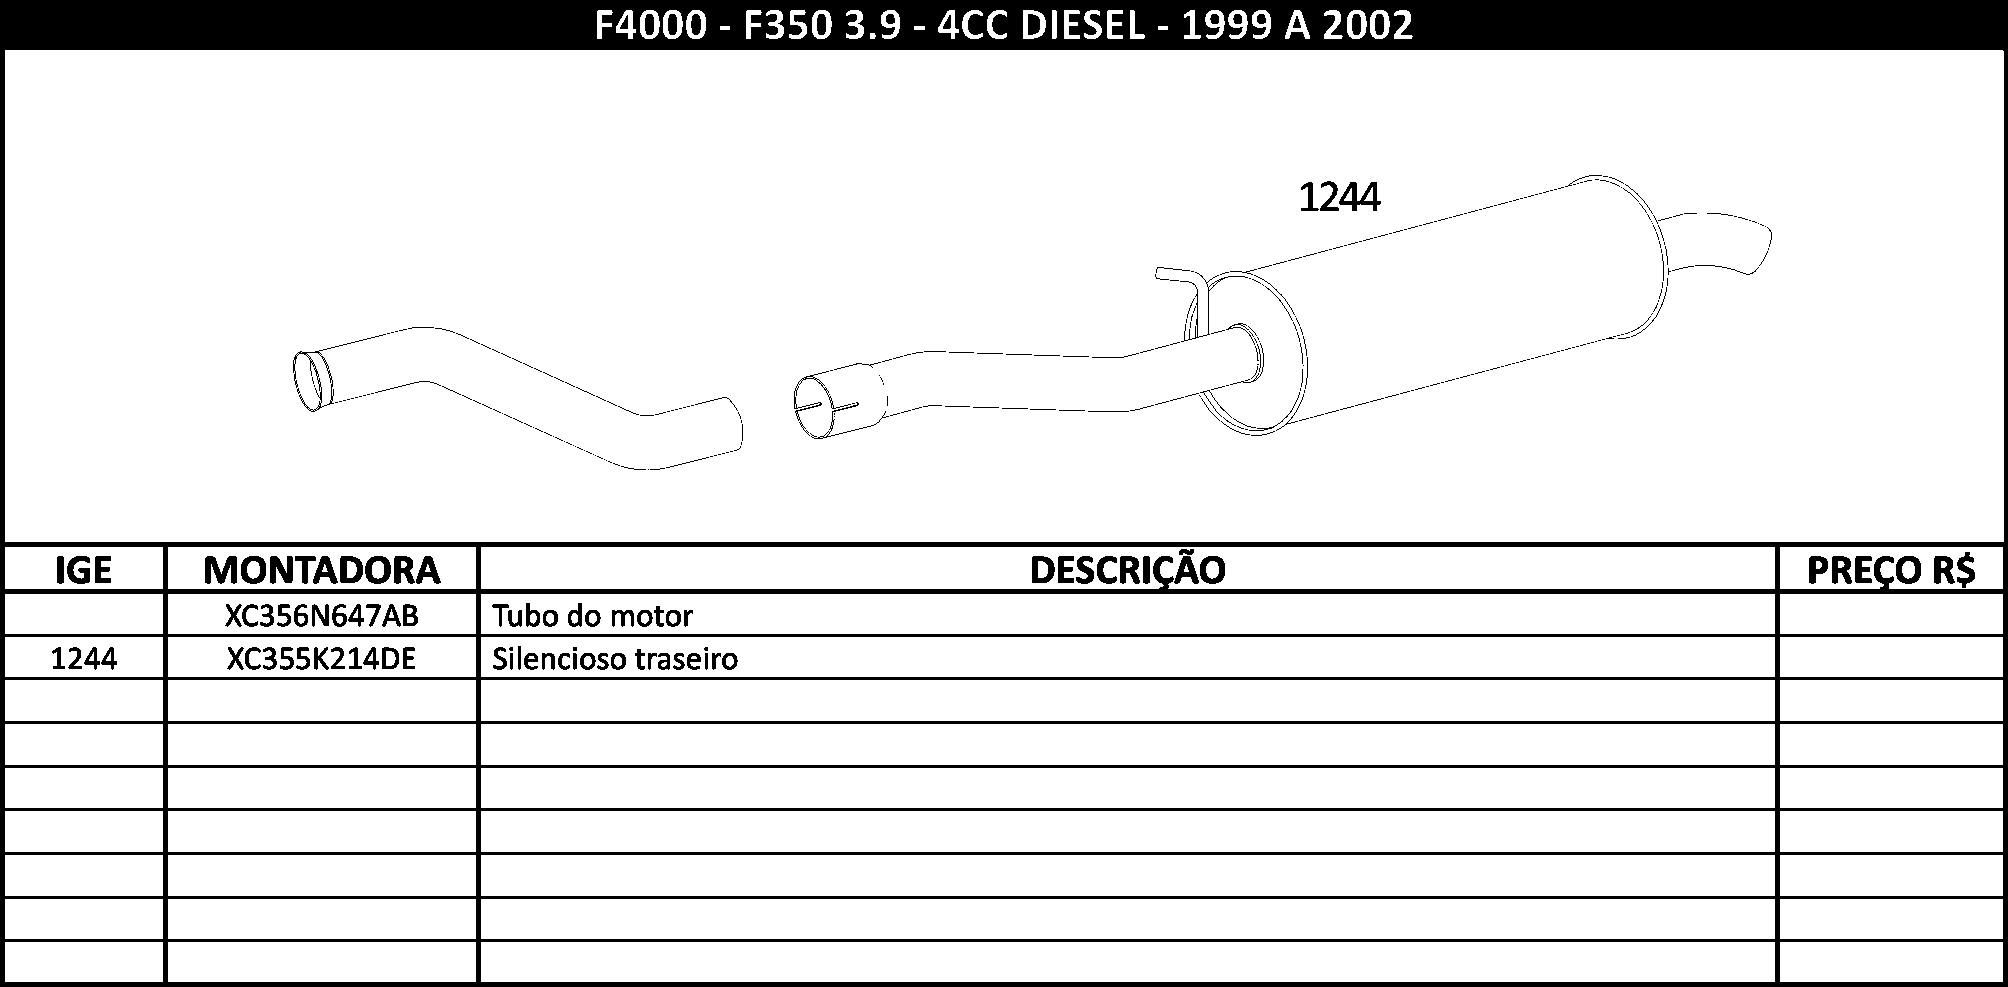 F4000 - F350 3.9 - 4CC DIESEL - 1999 A 2002
1244
IGE MONTADORA DESCRIÇÃO PREÇO R$
XC356N647AB Tubo do motor
1244 XC355K214DE Silencioso traseiro